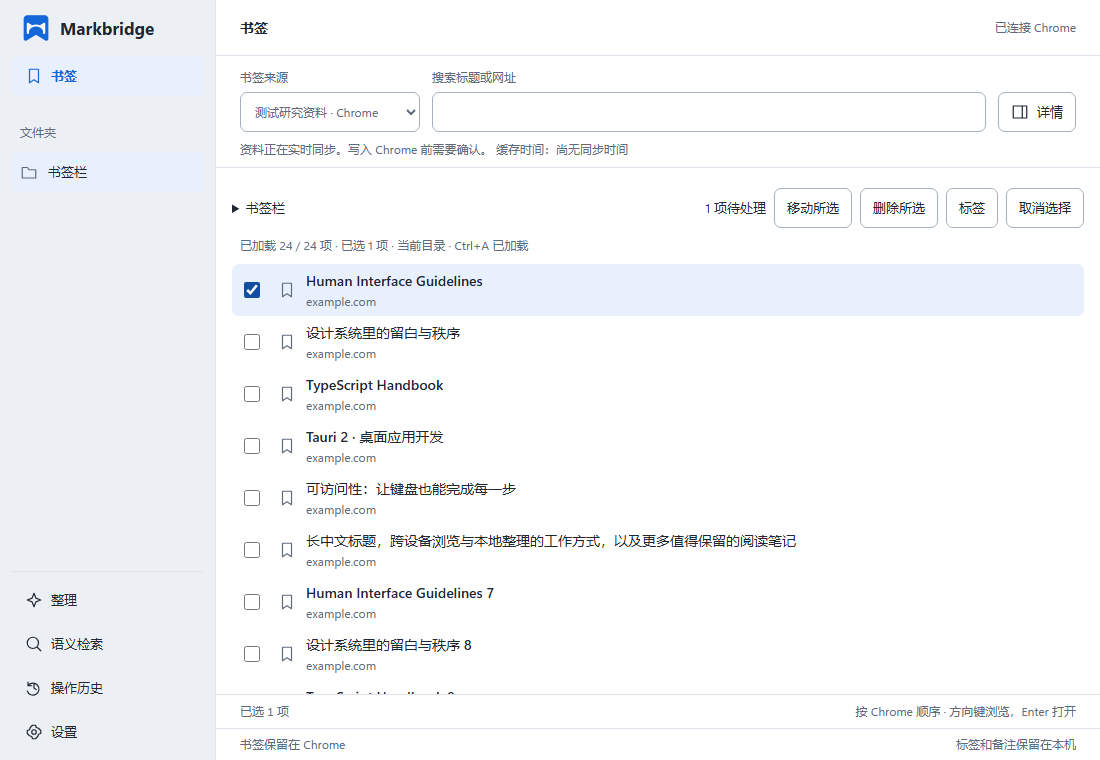 Markbridge
书签
文件夹
书签栏
整理
语义检索
操作历史
设置
书签
已连接 Chrome
书签来源
搜索标题或网址
测试研究资料 · Chrome
详情
资料正在实时同步。写入 Chrome 前需要确认。 缓存时间：尚无同步时间
书签栏
1 项待处理
移动所选
删除所选
标签
取消选择
已加载 24 / 24 项 · 已选 1 项 · 当前目录 · Ctrl+A 已加载
Human Interface Guidelines
example.com
设计系统里的留白与秩序
example.com
TypeScript Handbook
example.com
Tauri 2 · 桌面应用开发
example.com
可访问性：让键盘也能完成每一步
example.com
长中文标题，跨设备浏览与本地整理的工作方式，以及更多值得保留的阅读笔记
example.com
Human Interface Guidelines 7
example.com
设计系统里的留白与秩序 8
example.com
已选 1 项
按 Chrome 顺序 · 方向键浏览，Enter 打开
书签保留在 Chrome
标签和备注保留在本机